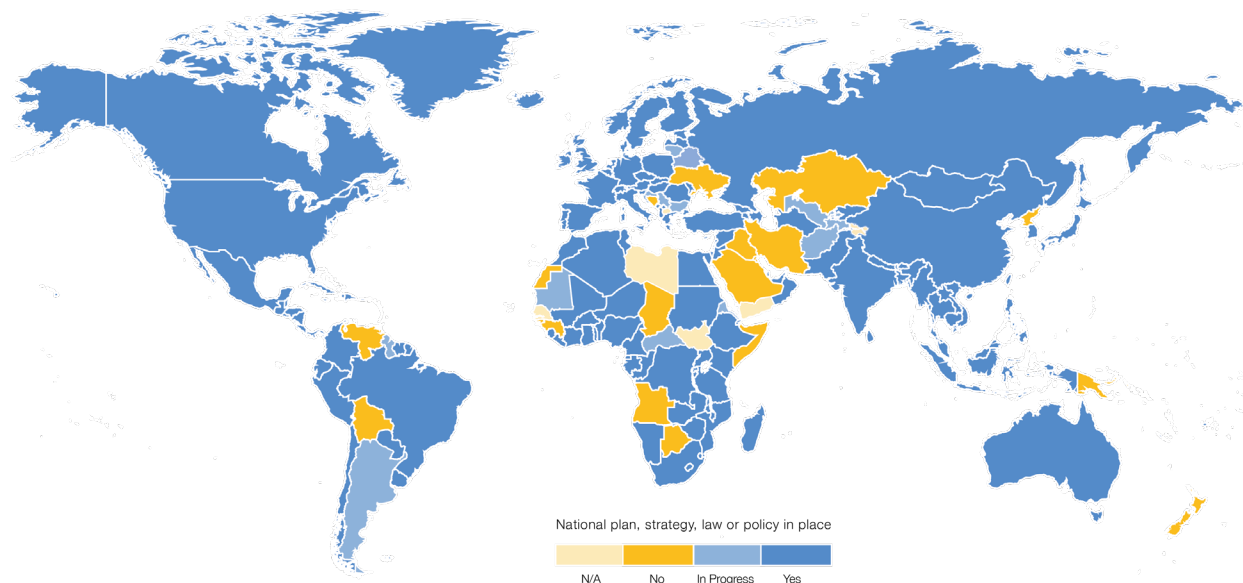 National plan, strategy, law or policy in place
N/A No In Progress Yes